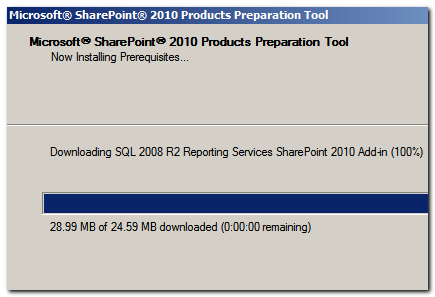 Microsoft® SharePoint® 2010 Products Preparation Tool
Microsoft® SharePoint® 2010 Products Preparation Tool
Now Installing Prerequisites...
Downloading SQL 2008 R2 Reporting Services SharePoint 2010 Add-in (100%)
28.99 MB of 24.59 MB downloaded (0:00:00 remaining)